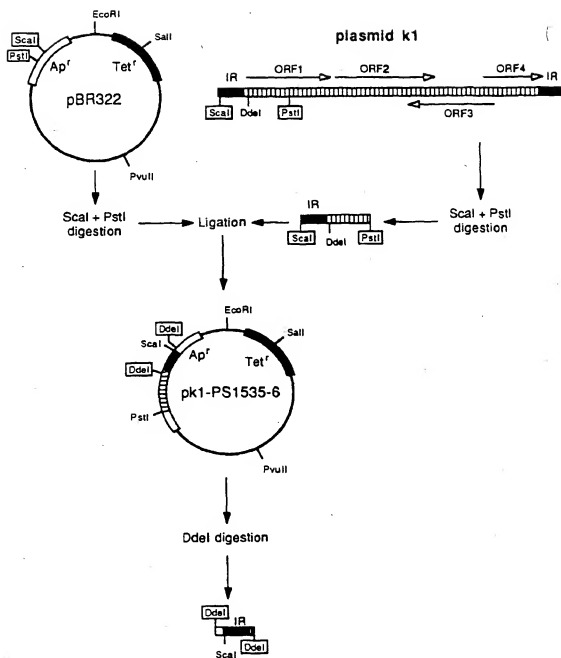 EcoRI
ScaI
PstI
SalI
Apʳ
Tetʳ
pBR322
PvuII
plasmid k1
IR
ORF1
ORF2
ORF4
IR
ScaI
DdeI
PstI
ORF3
ScaI + PstI
digestion
Ligation
IR
ScaI
DdeI
PstI
ScaI + PstI
digestion
EcoRI
DdeI
ScaI
SalI
Apʳ
Tetʳ
DdeI
pk1-PS1535-6
PstI
PvuII
DdeI digestion
DdeI
IR
ScaI
DdeI